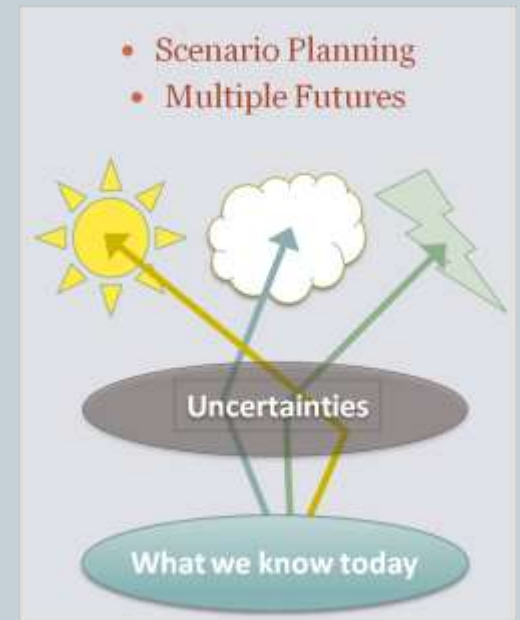 • Scenario Planning
• Multiple Futures
Uncertainties
What we know today